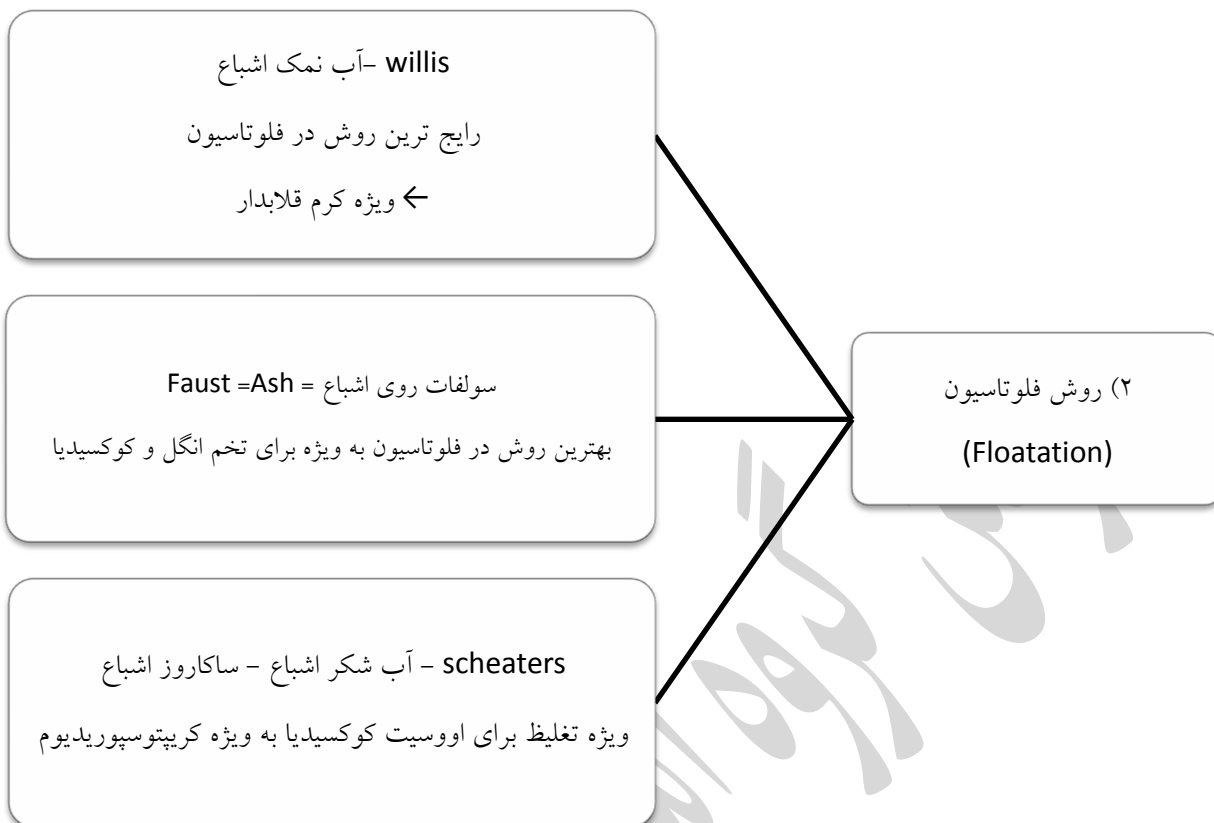 ۲) روش فلوتاسیون
(Floatation)
willis –آب نمک اشباع
رایج ترین روش در فلوتاسیون
← ویژه کرم قلابدار
سولفات روی اشباع = Faust =Ash
بهترین روش در فلوتاسیون به ویژه برای تخم انگل و کوکسیدیا
scheaters – آب شکر اشباع – ساکاروز اشباع
ویژه تغلیظ برای اووسیت کوکسیدیا به ویژه کریپتوسپوریدیوم
گروه